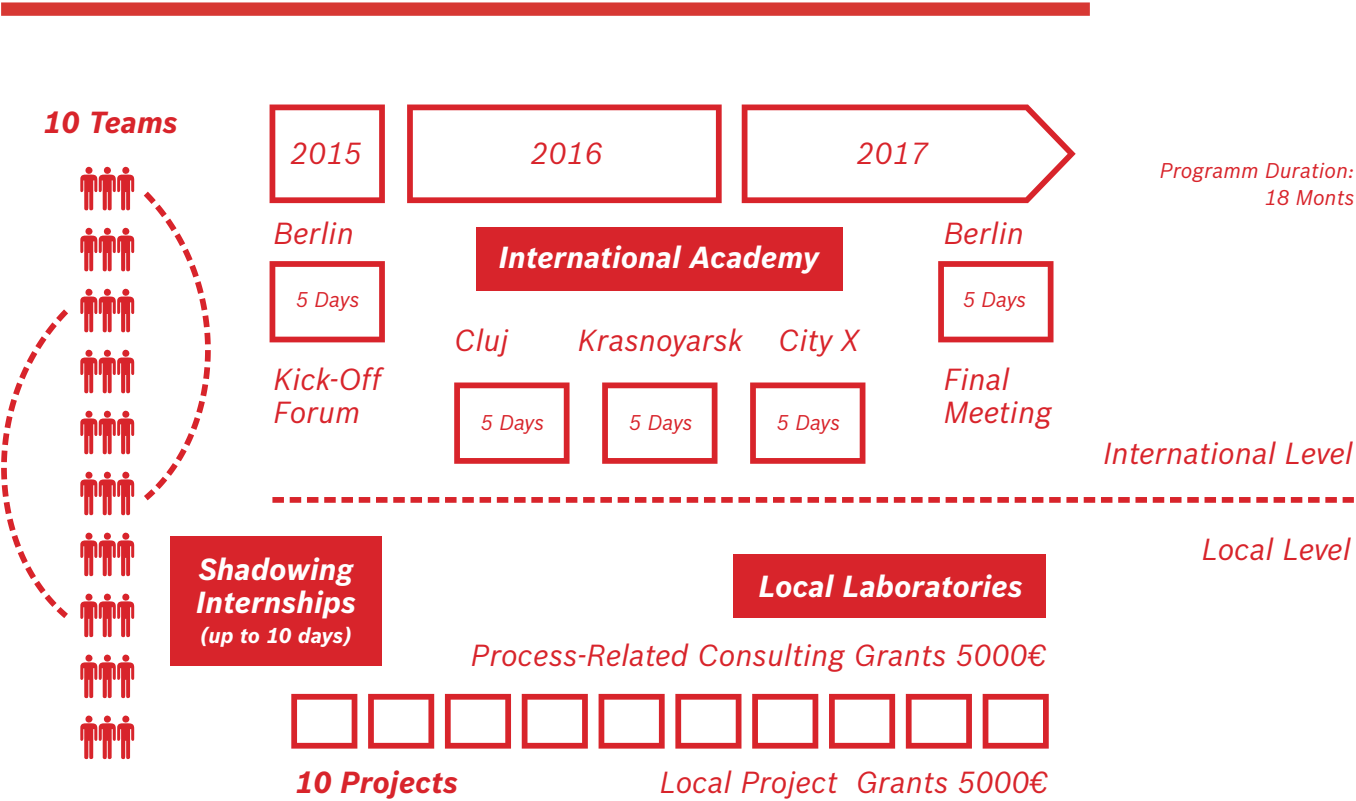 10 Teams
2015
2016
2017
Programm Duration:
18 Monts
Berlin
5 Days
Kick-Off
Forum
International Academy
Cluj
5 Days
Krasnoyarsk
5 Days
City X
5 Days
Berlin
5 Days
Final
Meeting
International Level
Local Level
Shadowing
Internships
(up to 10 days)
Local Laboratories
Process-Related Consulting Grants 5000€
10 Projects
Local Project Grants 5000€